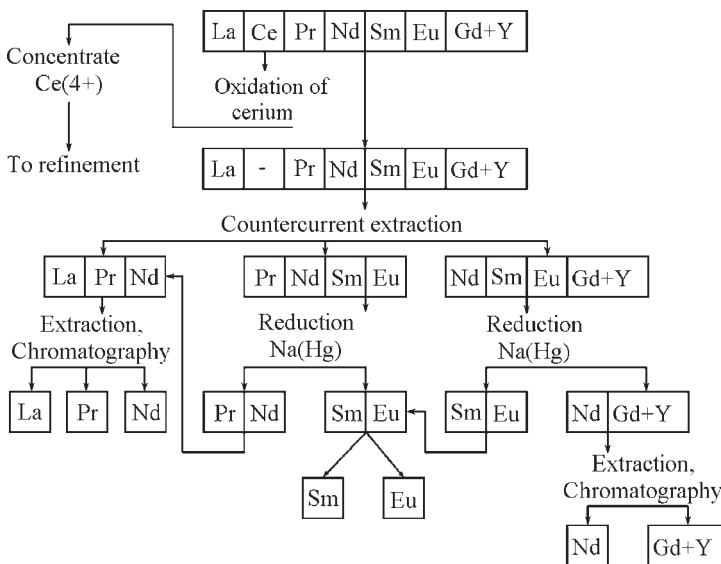 La Ce Pr Nd Sm Eu Gd+Y
Concentrate
Ce(4+)
Oxidation of
cerium
To refinement
La - Pr Nd Sm Eu Gd+Y
Countercurrent extraction
La Pr Nd
Pr Nd Sm Eu
Nd Sm Eu Gd+Y
Extraction,
Chromatography
Reduction
Na(Hg)
Reduction
Na(Hg)
La Pr Nd
Pr Nd
Sm Eu
Sm Eu
Nd Gd+Y
Sm Eu
Extraction,
Chromatography
Nd Gd+Y